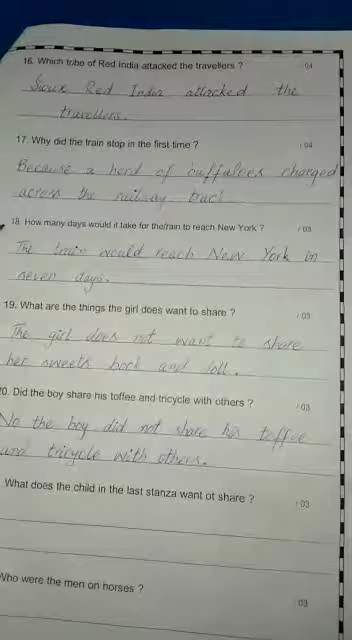 16. Which tribe of Red India attacked the travellers ? 04
Sioux Red India attacked the
travellers.
17. Why did the train stop in the first time ? / 04
Because a herd of buffaloes charged
across the railway track
18. How many days would it take for the train to reach New York ? / 03
The train would reach New York in
seven days.
19. What are the things the girl does want to share ? / 03
The girl does not want to share
her sweets book and doll.
20. Did the boy share his toffee and tricycle with others ? / 03
No the boy did not share his toffee
and tricycle with others.
What does the child in the last stanza want ot share ? / 03
Who were the men on horses ? / 03